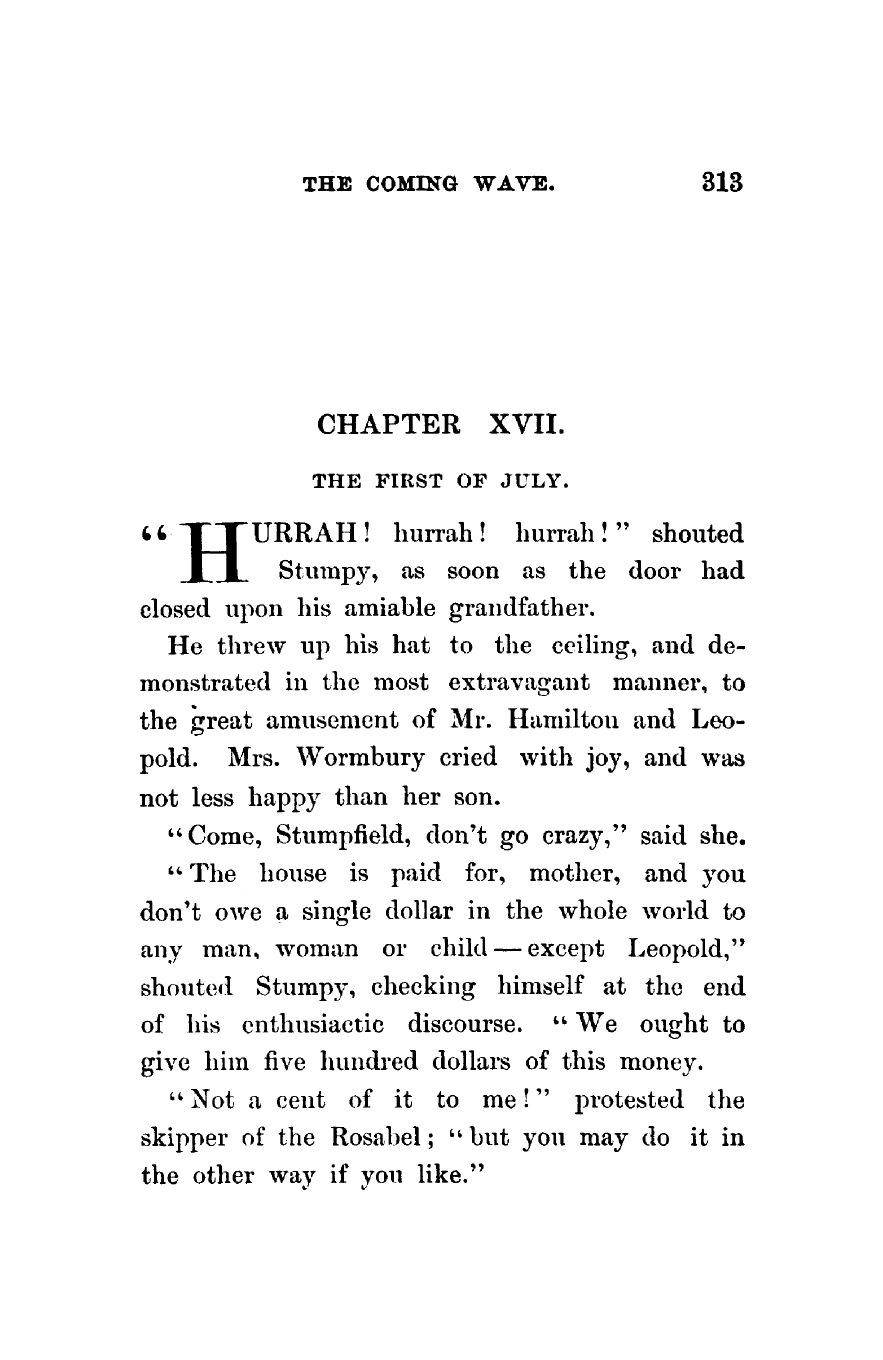 THE COMING WAVE. 313
CHAPTER XVII.
THE FIRST OF JULY.
“HURRAH! hurrah! hurrah!” shouted
Stumpy, as soon as the door had
closed upon his amiable grandfather.
He threw up his hat to the ceiling, and de-
monstrated in the most extravagant manner, to
the great amusement of Mr. Hamilton and Leo-
pold. Mrs. Wormbury cried with joy, and was
not less happy than her son.
“Come, Stumpfield, don't go crazy,” said she.
“The house is paid for, mother, and you
don't owe a single dollar in the whole world to
any man, woman or child — except Leopold,”
shouted Stumpy, checking himself at the end
of his enthusiactic discourse. “We ought to
give him five hundred dollars of this money.
“Not a cent of it to me!” protested the
skipper of the Rosabel; “but you may do it in
the other way if you like.”